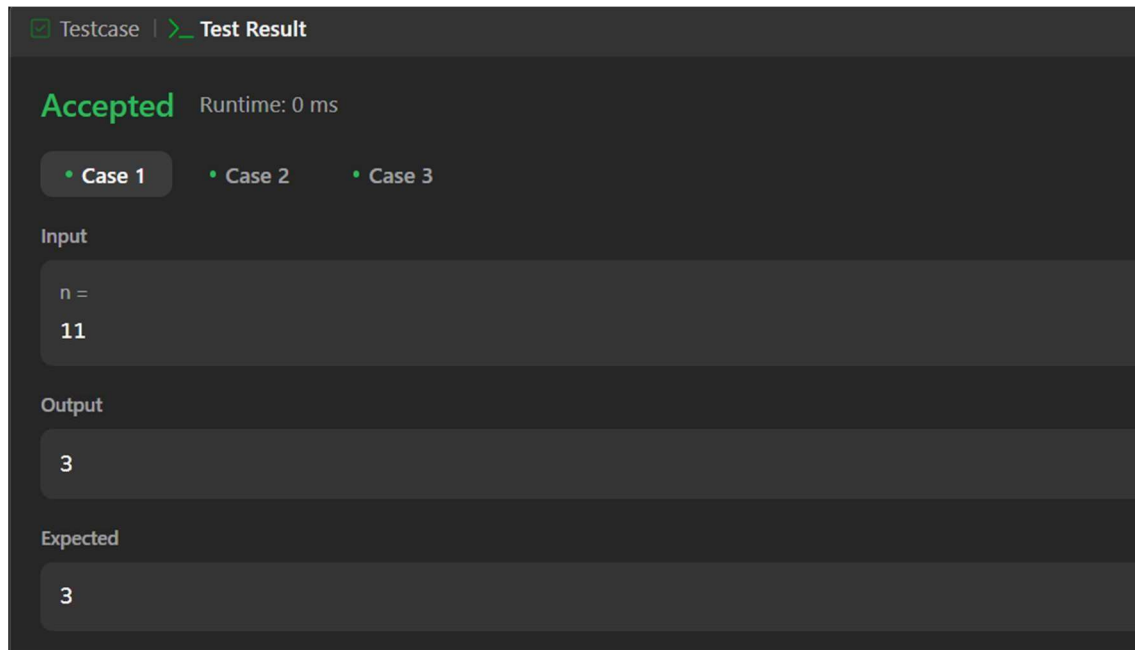 Testcase | >_ Test Result
Accepted Runtime: 0 ms
• Case 1 • Case 2 • Case 3
Input
n =
11
Output
3
Expected
3